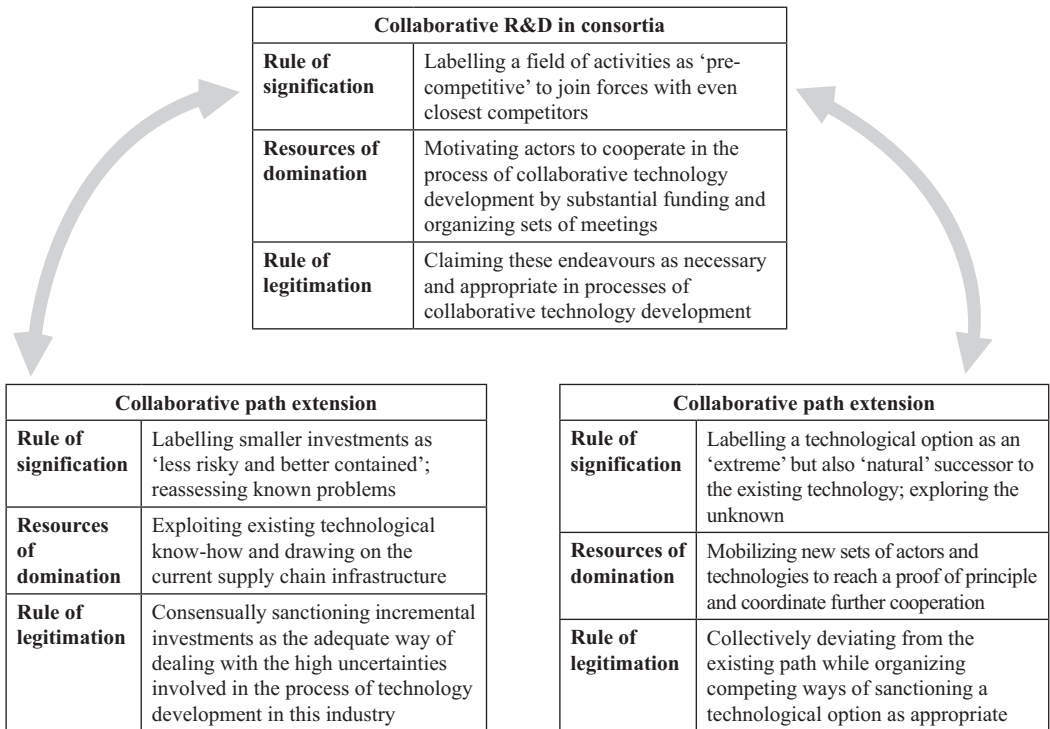 Collaborative R&D in consortia
Rule of
signification
Labelling a field of activities as ‘pre-
competitive’ to join forces with even
closest competitors
Resources of
domination
Motivating actors to cooperate in the
process of collaborative technology
development by substantial funding and
organizing sets of meetings
Rule of
legitimation
Claiming these endeavours as necessary
and appropriate in processes of
collaborative technology development
Collaborative path extension
Rule of
signification
Labelling smaller investments as
‘less risky and better contained’;
reassessing known problems
Resources
of
domination
Exploiting existing technological
know-how and drawing on the
current supply chain infrastructure
Rule of
legitimation
Consensually sanctioning incremental
investments as the adequate way of
dealing with the high uncertainties
involved in the process of technology
development in this industry
Collaborative path extension
Rule of
signification
Labelling a technological option as an
‘extreme’ but also ‘natural’ successor to
the existing technology; exploring the
unknown
Resources of
domination
Mobilizing new sets of actors and
technologies to reach a proof of principle
and coordinate further cooperation
Rule of
legitimation
Collectively deviating from the
existing path while organizing
competing ways of sanctioning a
technological option as appropriate